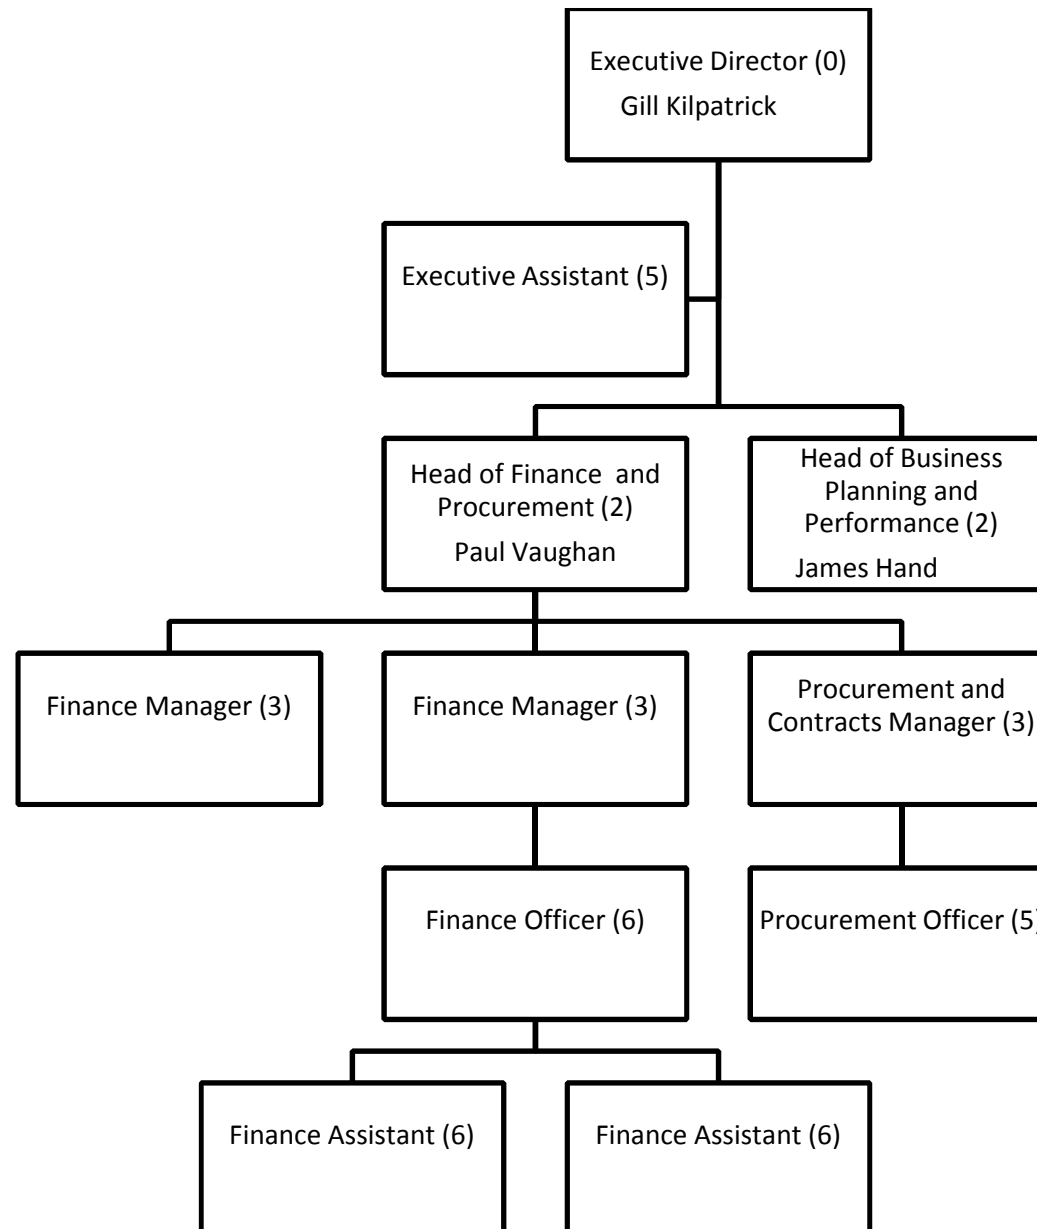 Executive Director (0)
Gill Kilpatrick
Executive Assistant (5)
Head of Finance and
Procurement (2)
Paul Vaughan
Head of Business
Planning and
Performance (2)
James Hand
Finance Manager (3)
Finance Manager (3)
Procurement and
Contracts Manager (3)
Finance Officer (6)
Procurement Officer (5)
Finance Assistant (6)
Finance Assistant (6)